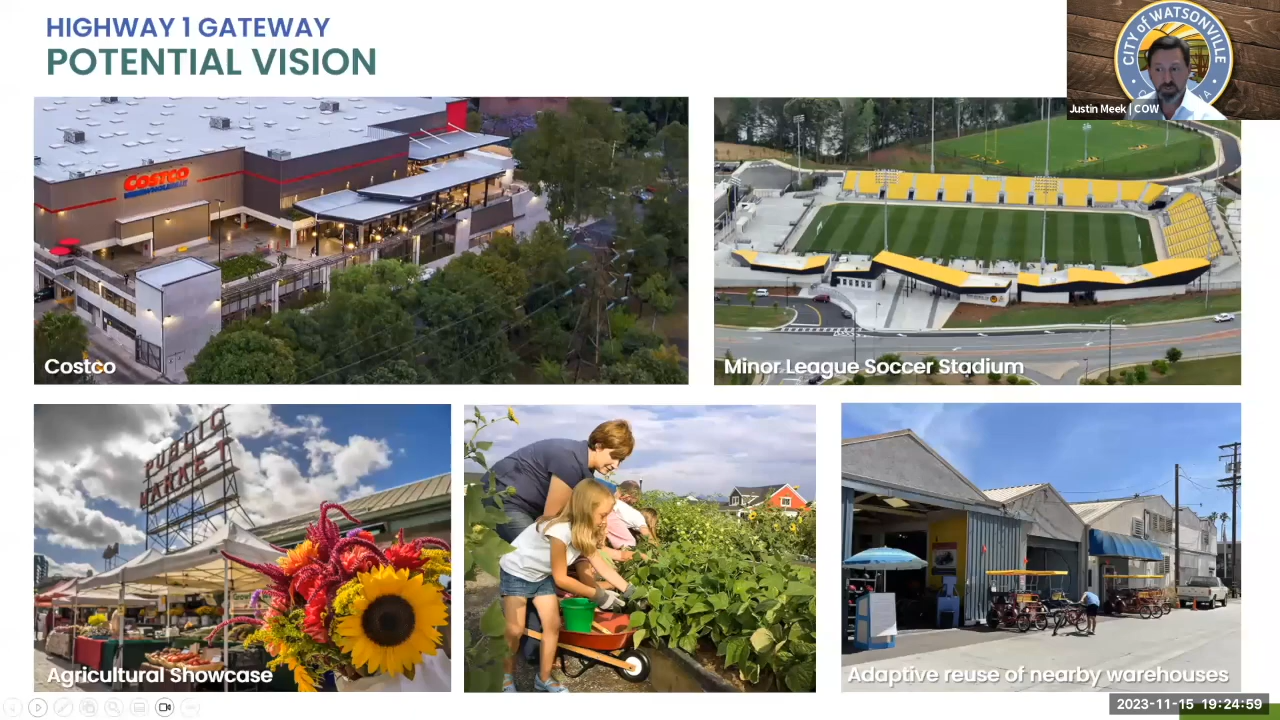 HIGHWAY 1 GATEWAY
POTENTIAL VISION
CITY of WATSONVILLE
Justin Meek | COW
COSTCO
WHOLESALE
Costco
Minor League Soccer Stadium
PUBLIC
MARKET
Agricultural Showcase
Adaptive reuse of nearby warehouses
2023-11-15 19:24:59